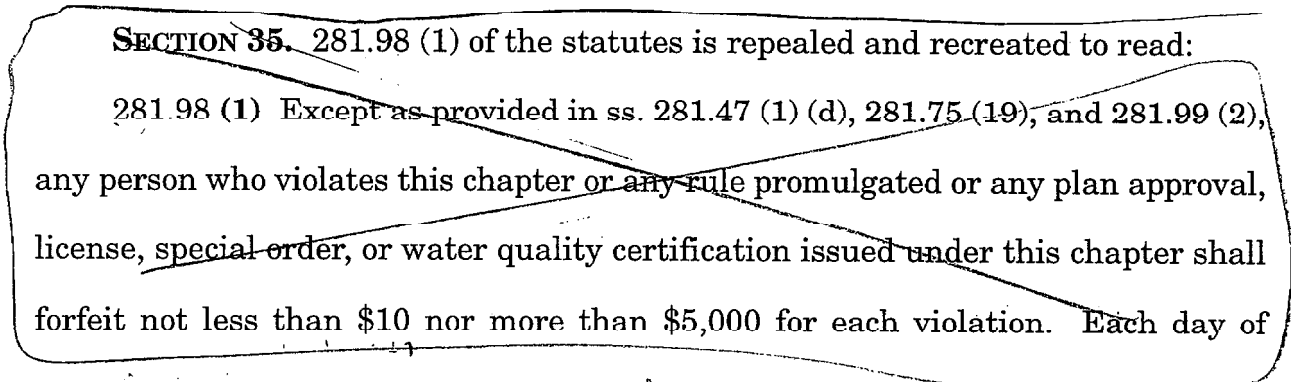 SECTION 35. 281.98 (1) of the statutes is repealed and recreated to read:
281.98 (1) Except as provided in ss. 281.47 (1) (d), 281.75 (19), and 281.99 (2),
any person who violates this chapter or any rule promulgated or any plan approval,
license, special order, or water quality certification issued under this chapter shall
forfeit not less than $10 nor more than $5,000 for each violation. Each day of